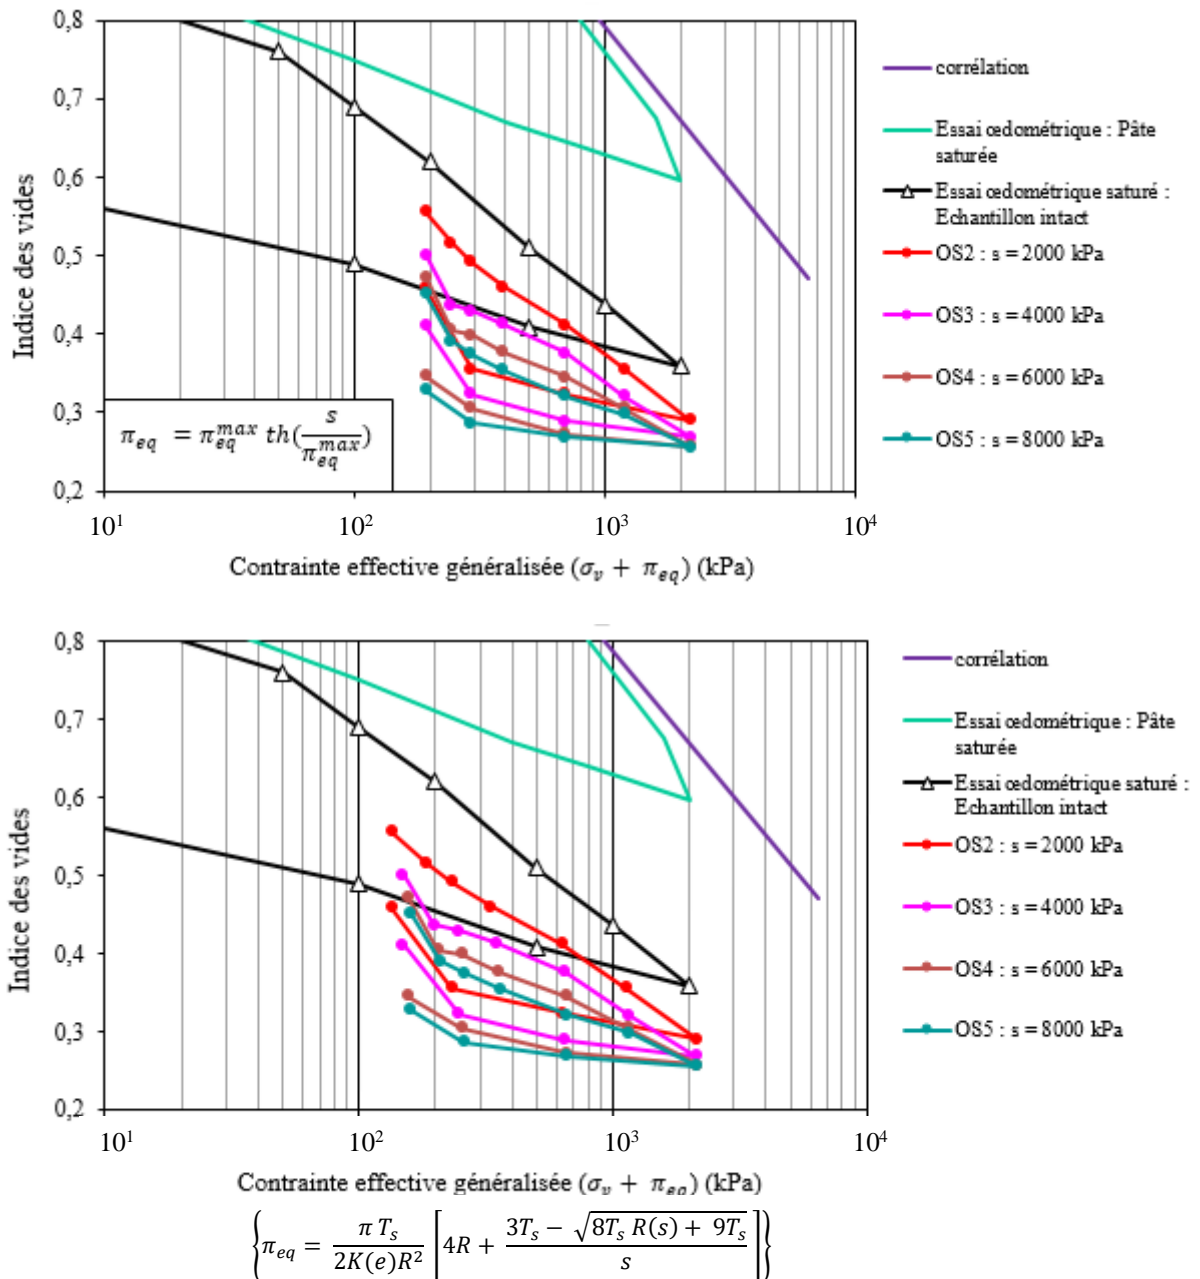 0,8
0,7
0,6
0,5
0,4
0,3
0,2
Indice des vides
π_eq = π_eq^max th(s/π_eq^max)
10¹ 10² 10³ 10⁴
Contrainte effective généralisée (σ_v + π_eq) (kPa)
corrélation
Essai œdométrique : Pâte
saturée
Essai œdométrique saturé :
Echantillon intact
OS2 : s = 2000 kPa
OS3 : s = 4000 kPa
OS4 : s = 6000 kPa
OS5 : s = 8000 kPa
0,8
0,7
0,6
0,5
0,4
0,3
0,2
Indice des vides
10¹ 10² 10³ 10⁴
Contrainte effective généralisée (σ_v + π_eq) (kPa)
corrélation
Essai œdométrique : Pâte
saturée
Essai œdométrique saturé :
Echantillon intact
OS2 : s = 2000 kPa
OS3 : s = 4000 kPa
OS4 : s = 6000 kPa
OS5 : s = 8000 kPa
{π_eq = π T_s / 2K(e)R² [4R + (3T_s − √(8T_s R(s) + 9T_s)) / s]}